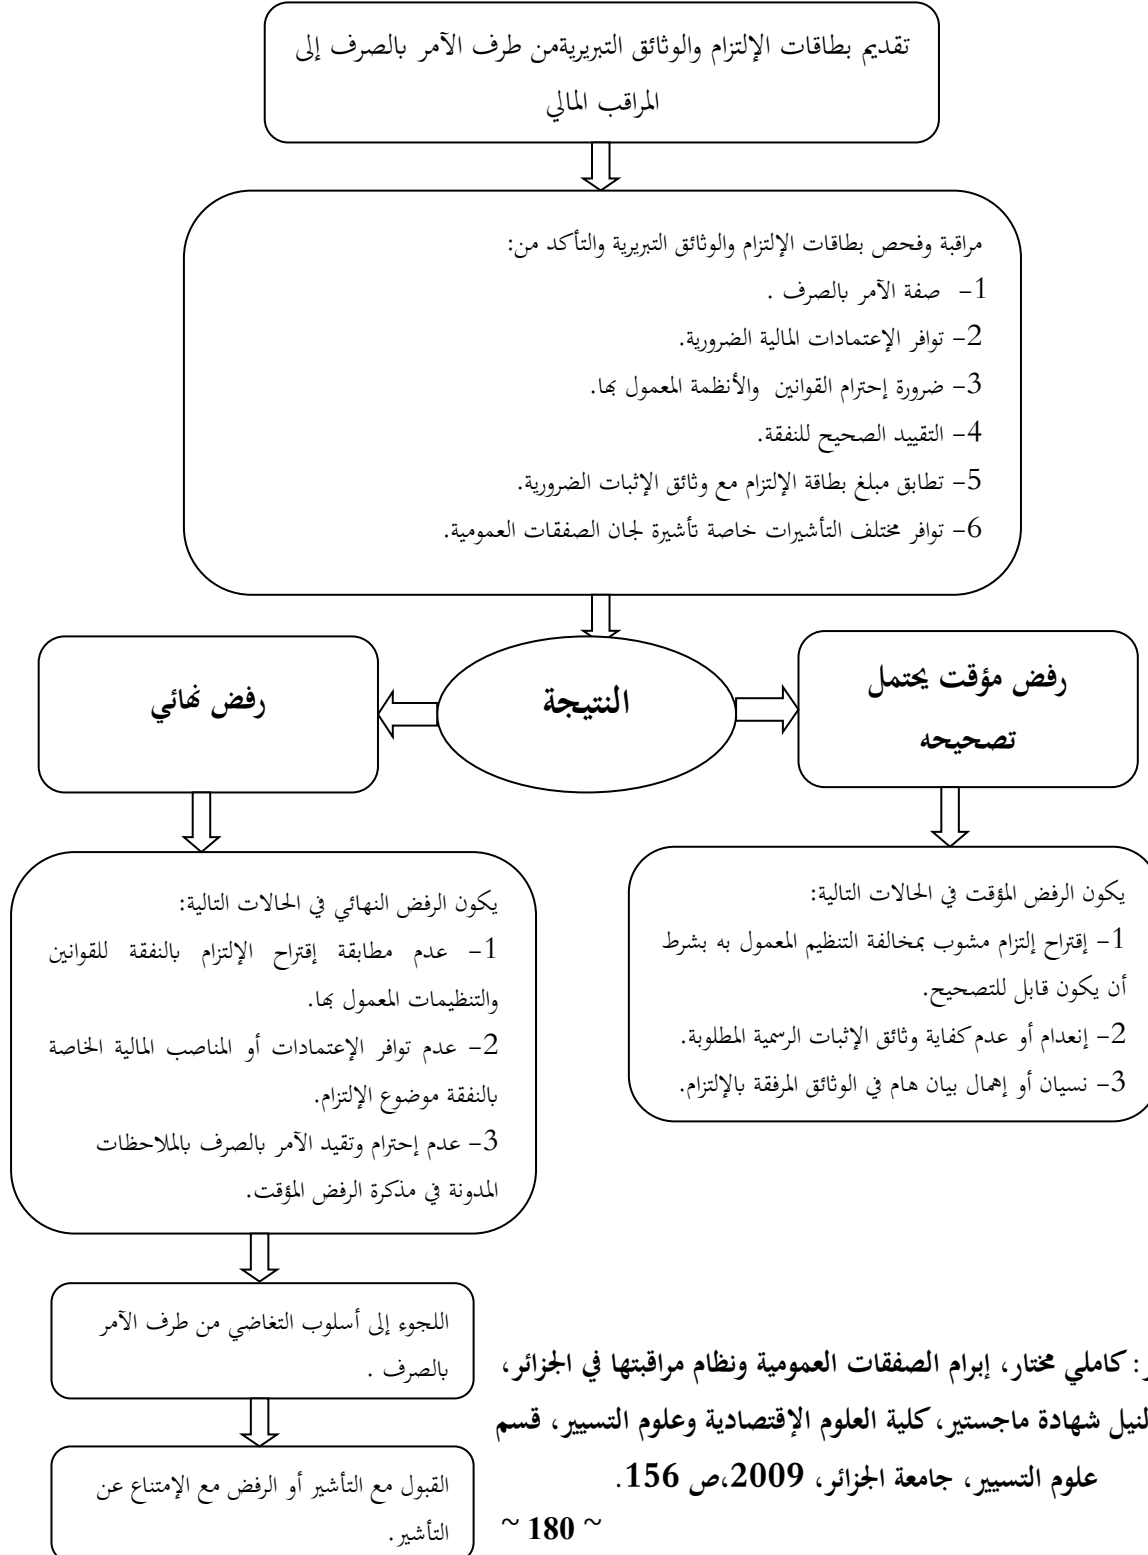 تقديم بطاقات الإلتزام والوثائق التبريريةمن طرف الآمر بالصرف إلى
المراقب المالي
مراقبة وفحص بطاقات الإلتزام والوثائق التبريرية والتأكد من:
1- صفة الآمر بالصرف .
2- توافر الإعتمادات المالية الضرورية.
3- ضرورة إحترام القوانين والأنظمة المعمول بها.
4- التقييد الصحيح للنفقة.
5- تطابق مبلغ بطاقة الإلتزام مع وثائق الإثبات الضرورية.
6- توافر مختلف التأشيرات خاصة تأشيرة لجان الصفقات العمومية.
النتيجة
رفض مؤقت يحتمل
تصحيحه
رفض نهائي
يكون الرفض المؤقت في الحالات التالية:
1- إقتراح إلتزام مشوب بمخالفة التنظيم المعمول به بشرط
أن يكون قابل للتصحيح.
2- إنعدام أو عدم كفاية وثائق الإثبات الرسمية المطلوبة.
3- نسيان أو إهمال بيان هام في الوثائق المرفقة بالإلتزام.
يكون الرفض النهائي في الحالات التالية:
1- عدم مطابقة إقتراح الإلتزام بالنفقة للقوانين
والتنظيمات المعمول بها.
2- عدم توافر الإعتمادات أو المناصب المالية الخاصة
بالنفقة موضوع الإلتزام.
3- عدم إحترام وتقيد الآمر بالصرف بالملاحظات
المدونة في مذكرة الرفض المؤقت.
اللجوء إلى أسلوب التغاضي من طرف الآمر
بالصرف .
القبول مع التأشير أو الرفض مع الإمتناع عن
التأشير.
ر: كاملي مختار، إبرام الصفقات العمومية ونظام مراقبتها في الجزائر،
لنيل شهادة ماجستير، كلية العلوم الإقتصادية وعلوم التسيير، قسم
علوم التسيير، جامعة الجزائر، 2009،ص 156.
~ 180 ~